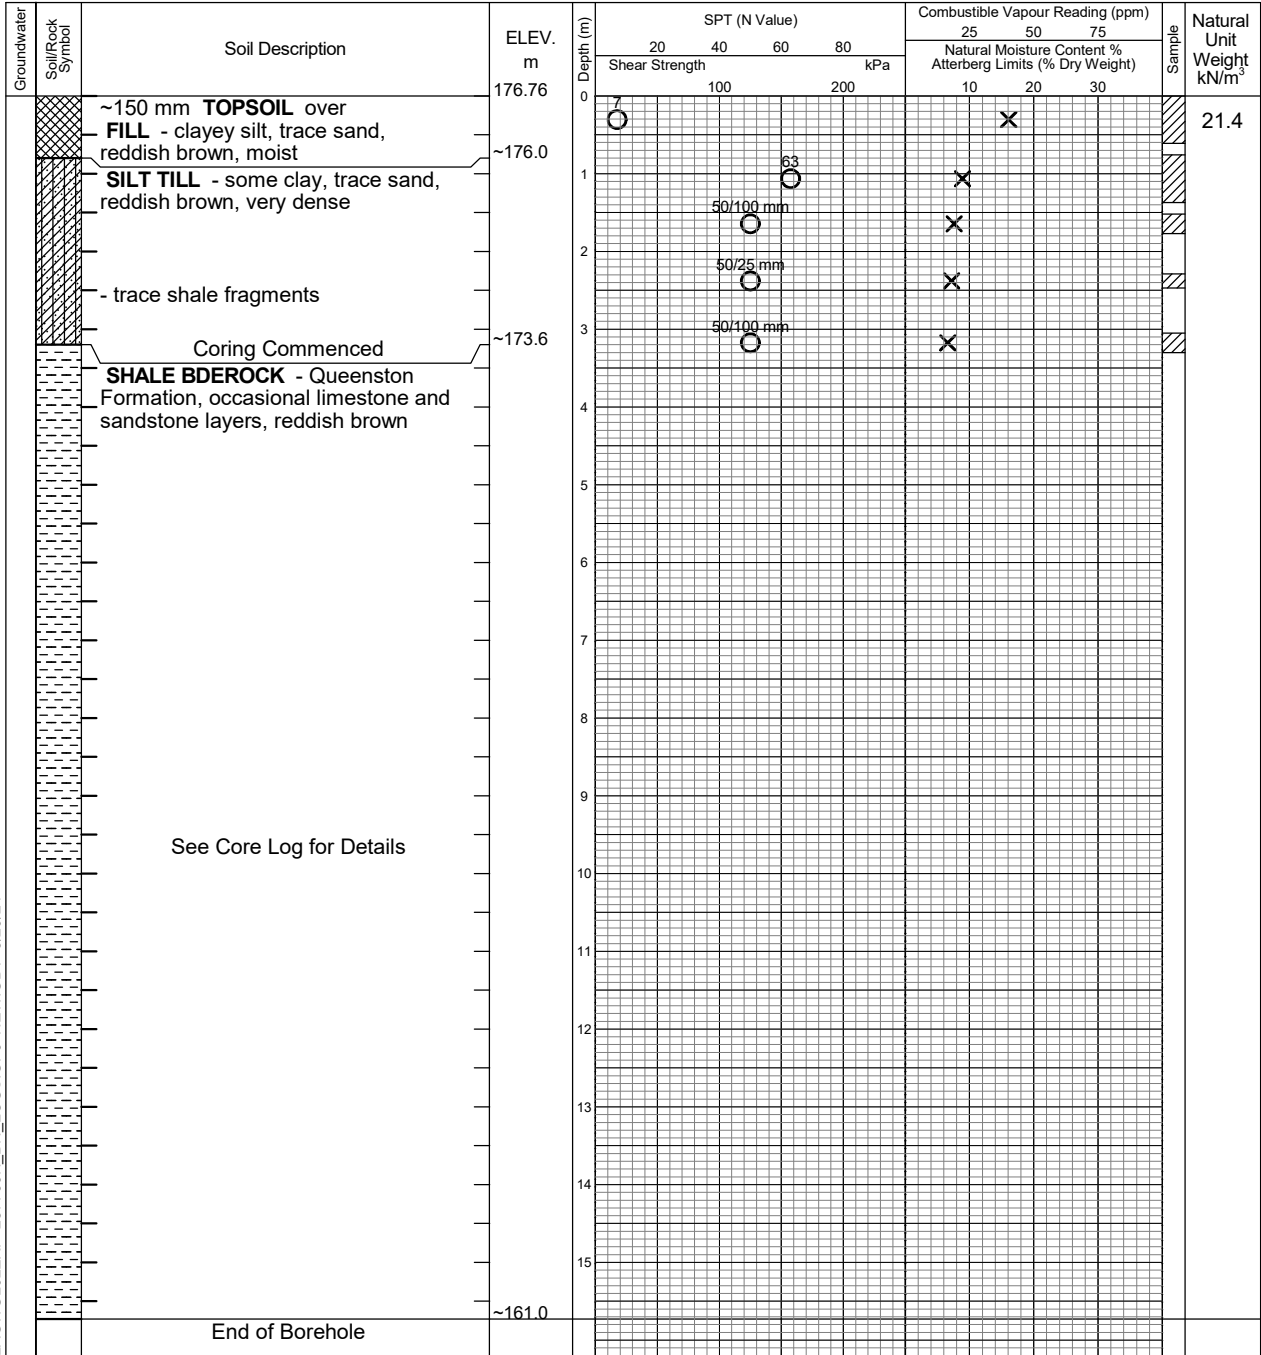 Groundwater
Soil/Rock
Symbol
Soil Description
ELEV.
m
Depth (m)
SPT (N Value)
20 40 60 80
Shear Strength kPa
100 200
Combustible Vapour Reading (ppm)
25 50 75
Natural Moisture Content %
Atterberg Limits (% Dry Weight)
10 20 30
Sample
Natural
Unit
Weight
kN/m3
176.76
0
~150 mm TOPSOIL over
FILL - clayey silt, trace sand,
reddish brown, moist
7
21.4
~176.0
SILT TILL - some clay, trace sand,
reddish brown, very dense
1
63
50/100 mm
2
50/25 mm
- trace shale fragments
3
50/100 mm
~173.6
Coring Commenced
SHALE BDEROCK - Queenston
Formation, occasional limestone and
sandstone layers, reddish brown
4
5
6
7
8
9
See Core Log for Details
10
11
12
13
14
15
~161.0
End of Borehole